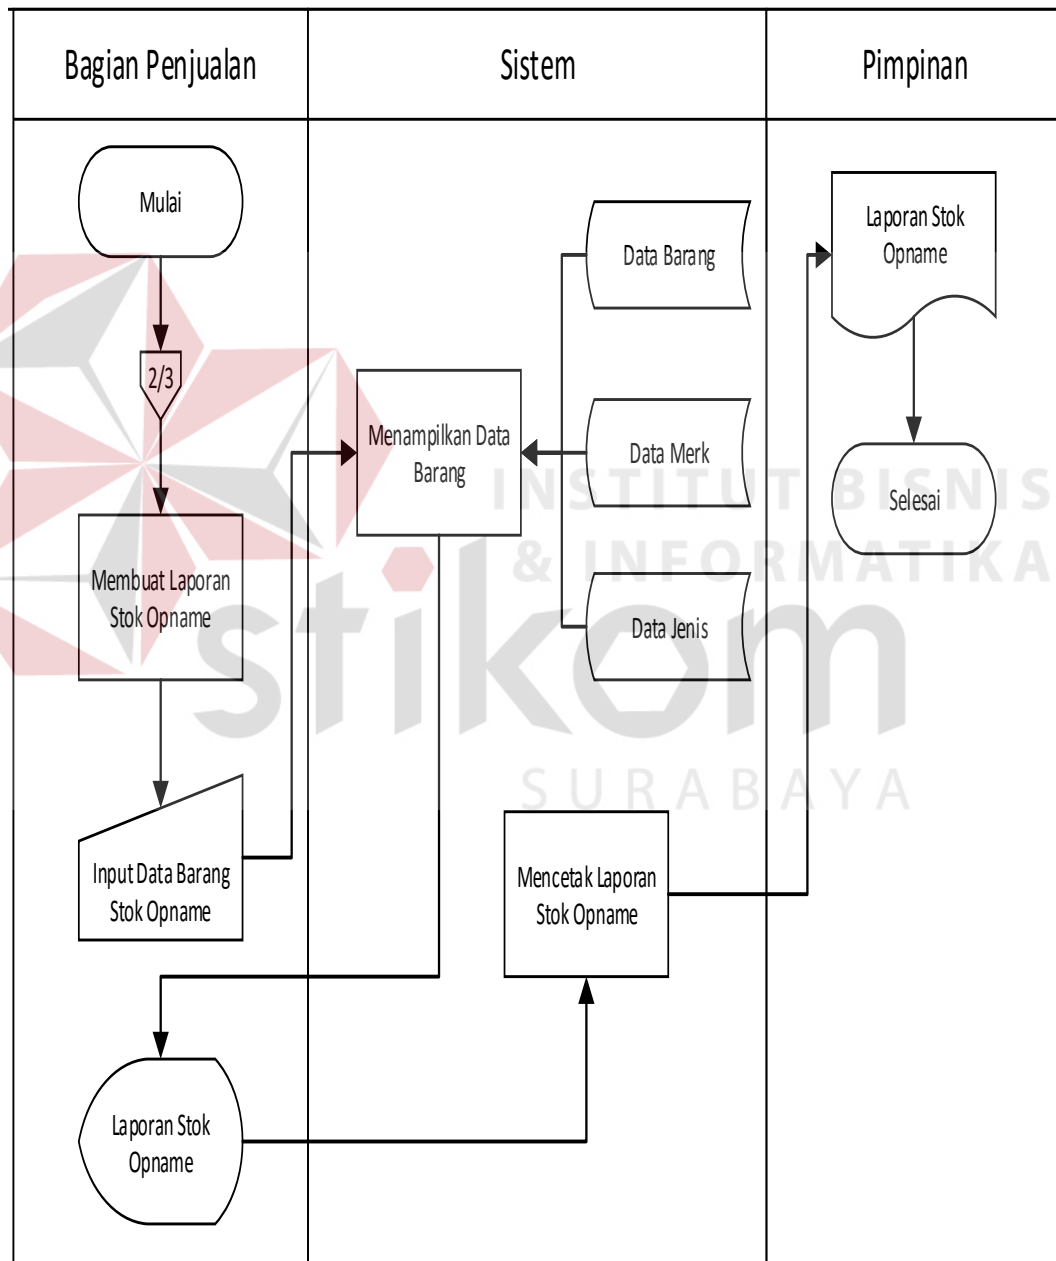 Bagian Penjualan
Sistem
Pimpinan
Mulai
2/3
Membuat Laporan
Stok Opname
Input Data Barang
Stok Opname
Laporan Stok
Opname
Menampilkan Data
Barang
Data Barang
Data Merk
Data Jenis
Mencetak Laporan
Stok Opname
Laporan Stok
Opname
Selesai
INSTITUT BISNIS
& INFORMATIKA
stikom
SURABAYA